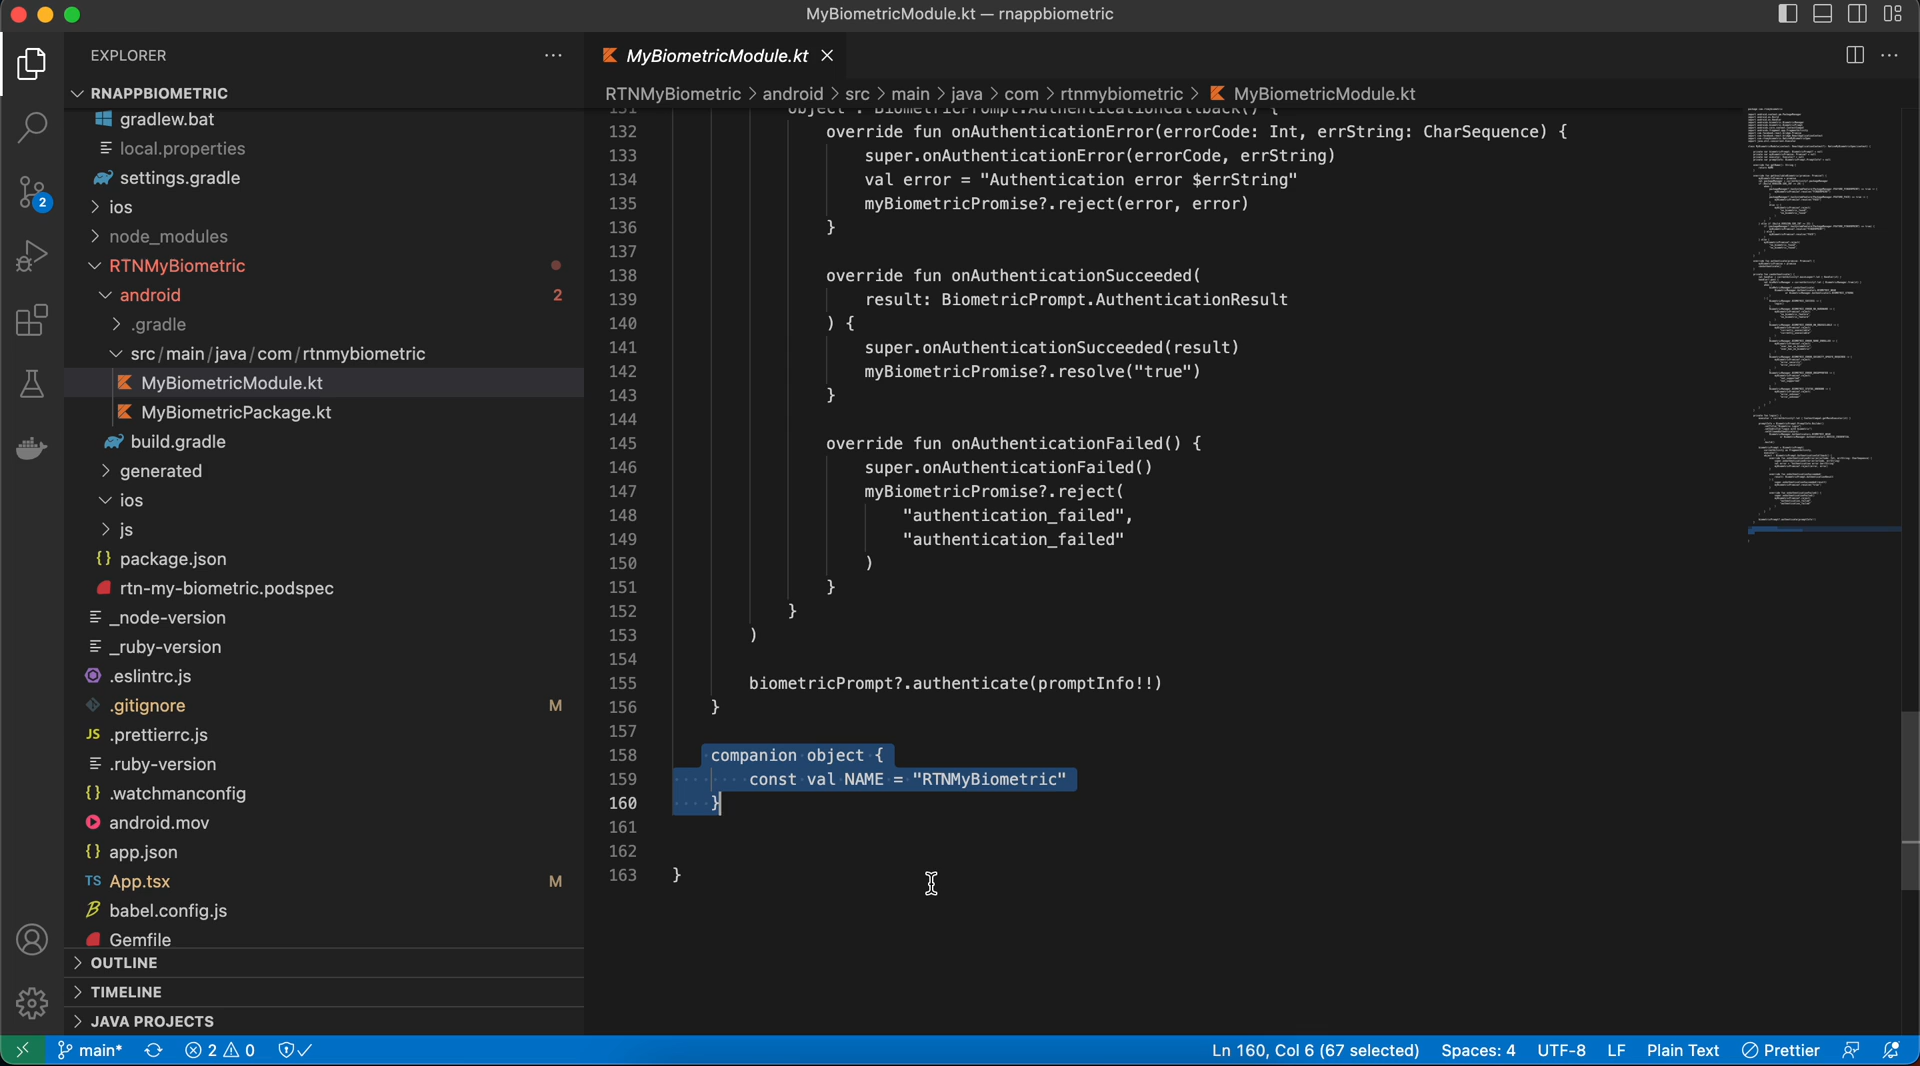 MyBiometricModule.kt — rnappbiometric
EXPLORER
RNAPPBIOMETRIC
gradlew.bat
local.properties
settings.gradle
ios
node_modules
RTNMyBiometric
android 2
.gradle
src/main/java/com/rtnmybiometric
MyBiometricModule.kt
MyBiometricPackage.kt
build.gradle
generated
ios
js
package.json
rtn-my-biometric.podspec
_node-version
_ruby-version
.eslintrc.js
.gitignore M
JS .prettierrc.js
.ruby-version
.watchmanconfig
android.mov
app.json
TS App.tsx M
babel.config.js
Gemfile
OUTLINE
TIMELINE
JAVA PROJECTS
2
MyBiometricModule.kt
RTNMyBiometric > android > src > main > java > com > rtnmybiometric > MyBiometricModule.kt
131 object : BiometricPrompt.AuthenticationCallback() {
132 override fun onAuthenticationError(errorCode: Int, errString: CharSequence) {
133 super.onAuthenticationError(errorCode, errString)
134 val error = "Authentication error $errString"
135 myBiometricPromise?.reject(error, error)
136 }
137
138 override fun onAuthenticationSucceeded(
139 result: BiometricPrompt.AuthenticationResult
140 ) {
141 super.onAuthenticationSucceeded(result)
142 myBiometricPromise?.resolve("true")
143 }
144
145 override fun onAuthenticationFailed() {
146 super.onAuthenticationFailed()
147 myBiometricPromise?.reject(
148 "authentication_failed",
149 "authentication_failed"
150 )
151 }
152 }
153 )
154
155 biometricPrompt?.authenticate(promptInfo!!)
156 }
157
158 companion object {
159 const val NAME = "RTNMyBiometric"
160 }
161
162
163 }
main* 2 0
Ln 160, Col 6 (67 selected) Spaces: 4 UTF-8 LF Plain Text Prettier